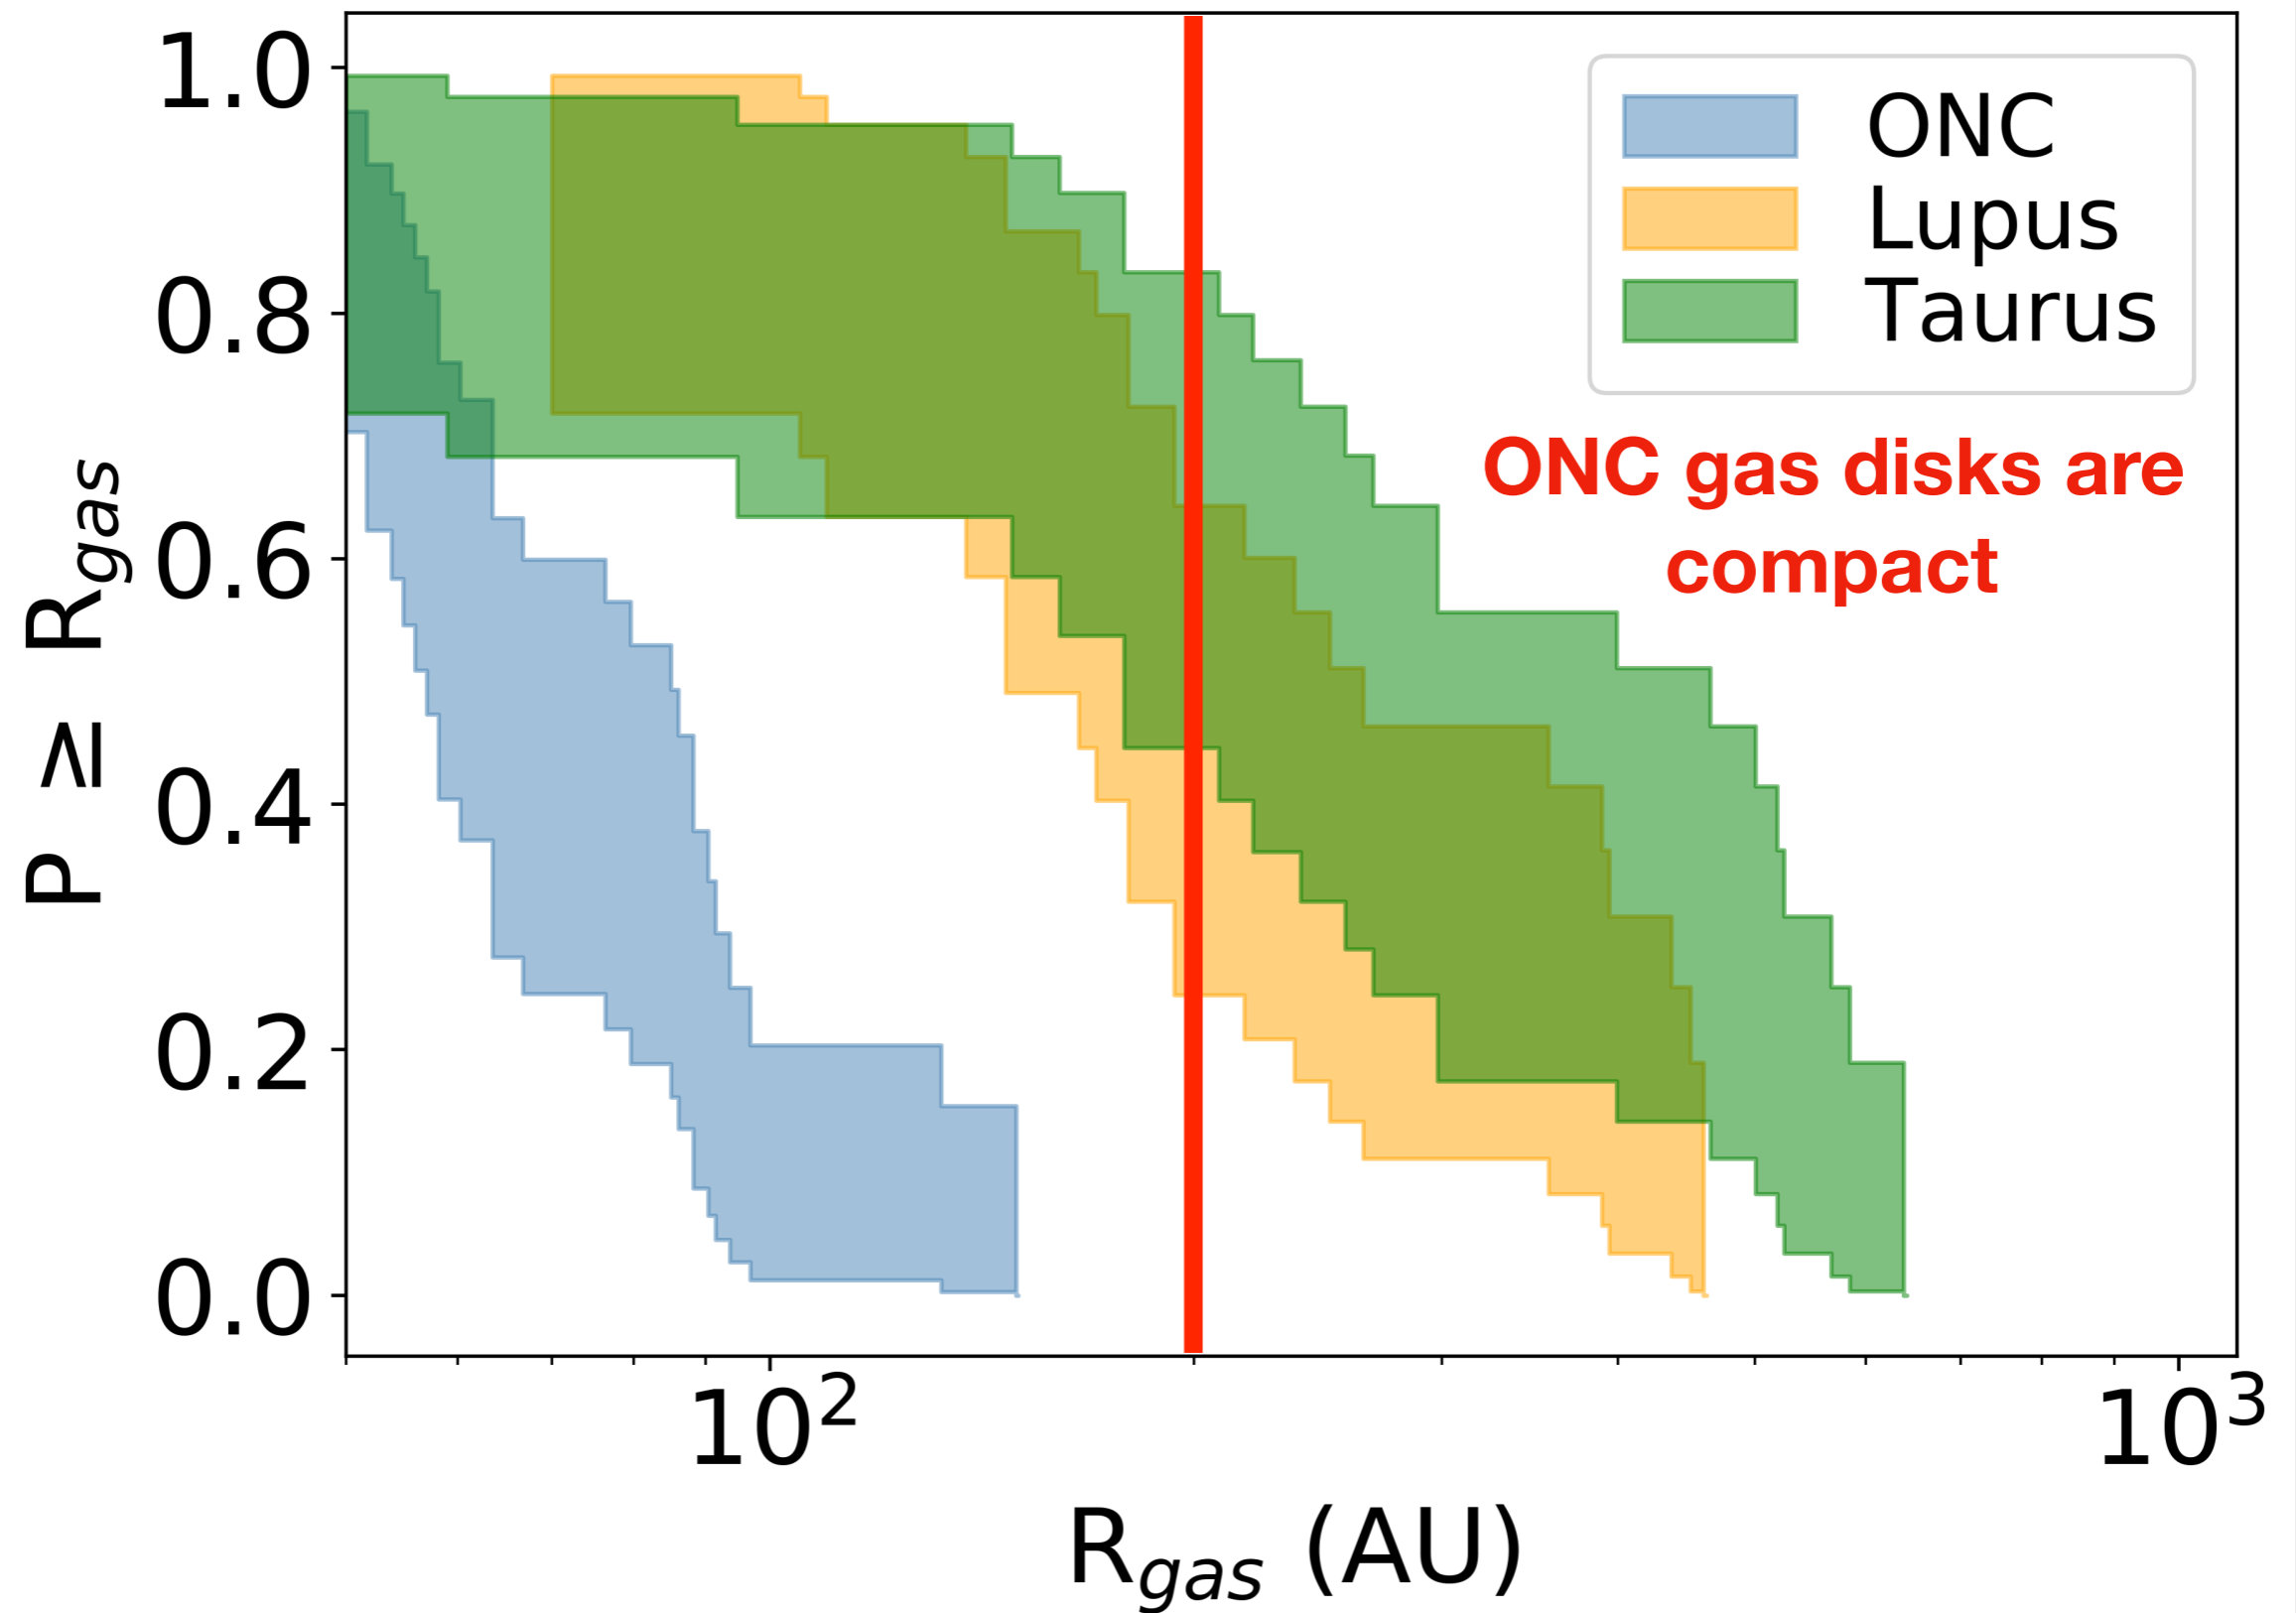 1.0
0.8
0.6
0.4
0.2
0.0
P ≥ R_gas
ONC
Lupus
Taurus
ONC gas disks are
compact
10^2
10^3
R_gas (AU)